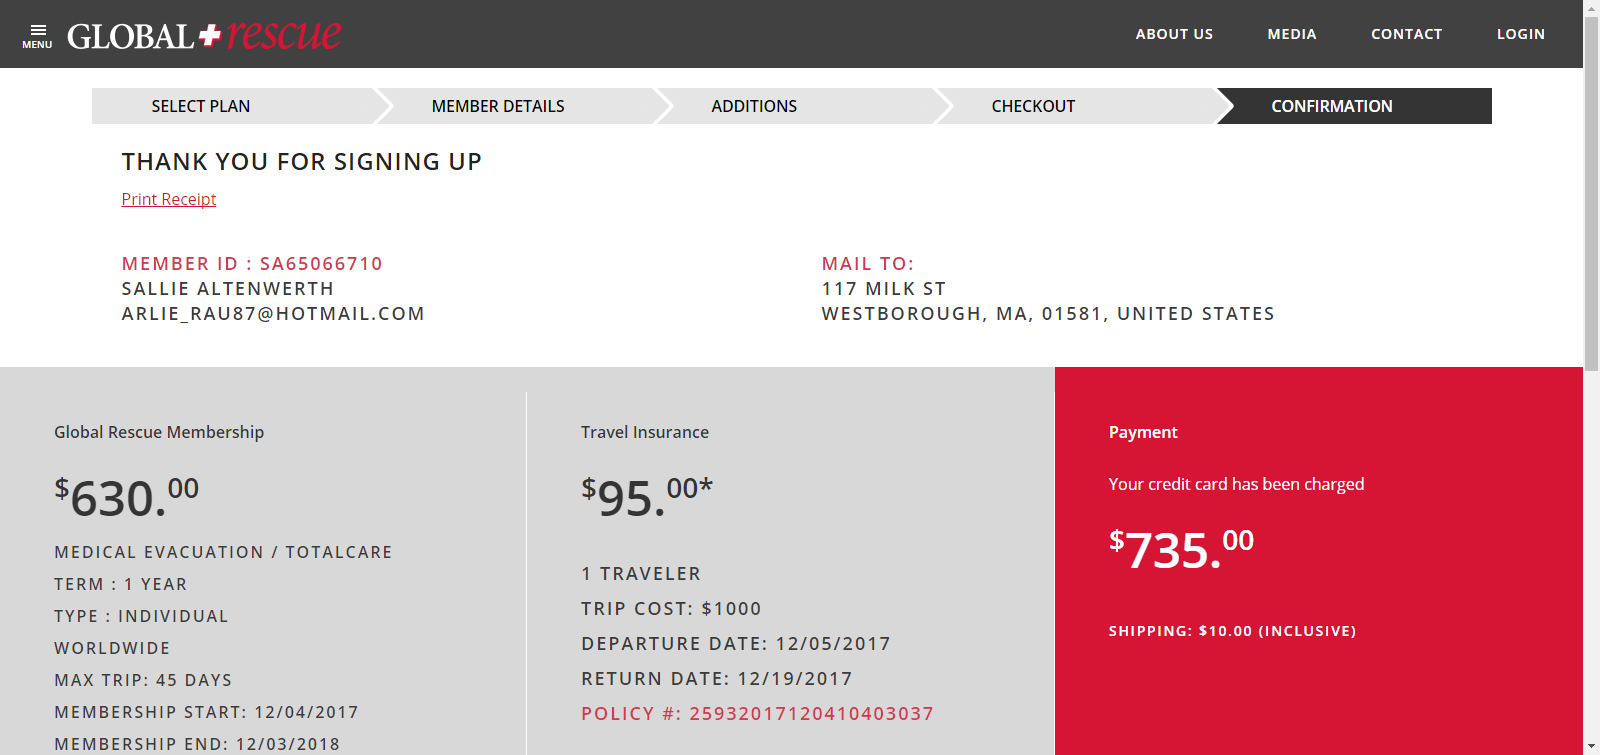 MENU
GLOBAL rescue
ABOUT US
MEDIA
CONTACT
LOGIN
SELECT PLAN
MEMBER DETAILS
ADDITIONS
CHECKOUT
CONFIRMATION
THANK YOU FOR SIGNING UP
Print Receipt
MEMBER ID : SA65066710
SALLIE ALTENWERTH
ARLIE_RAU87@HOTMAIL.COM
MAIL TO:
117 MILK ST
WESTBOROUGH, MA, 01581, UNITED STATES
Global Rescue Membership
$630.00
MEDICAL EVACUATION / TOTALCARE
TERM : 1 YEAR
TYPE : INDIVIDUAL
WORLDWIDE
MAX TRIP: 45 DAYS
MEMBERSHIP START: 12/04/2017
MEMBERSHIP END: 12/03/2018
Travel Insurance
$95.00*
1 TRAVELER
TRIP COST: $1000
DEPARTURE DATE: 12/05/2017
RETURN DATE: 12/19/2017
POLICY #: 25932017120410403037
Payment
Your credit card has been charged
$735.00
SHIPPING: $10.00 (INCLUSIVE)